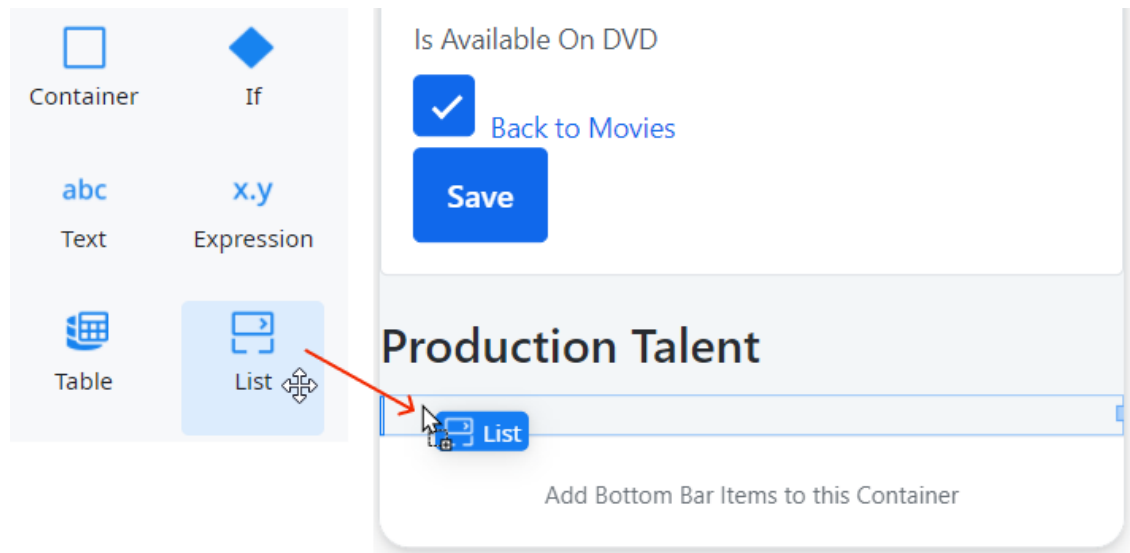 Container
If
abc
x.y
Text
Expression
Table
List
Is Available On DVD
Back to Movies
Save
Production Talent
List
Add Bottom Bar Items to this Container